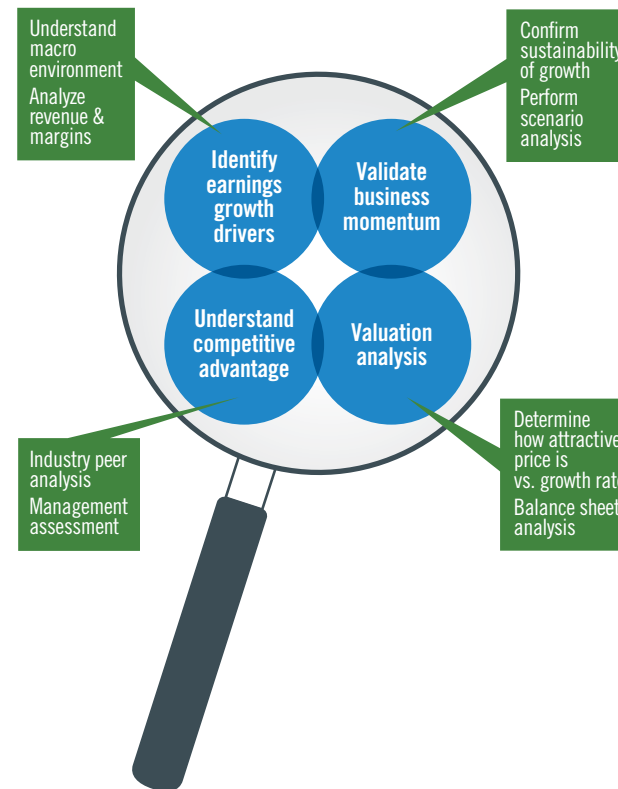 Understand
macro
environment
Analyze
revenue &
margins
Confirm
sustainability
of growth
Perform
scenario
analysis
Identify
earnings
growth
drivers
Validate
business
momentum
Understand
competitive
advantage
Valuation
analysis
Industry peer
analysis
Management
assessment
Determine
how attractive
price is
vs. growth rate
Balance sheet
analysis